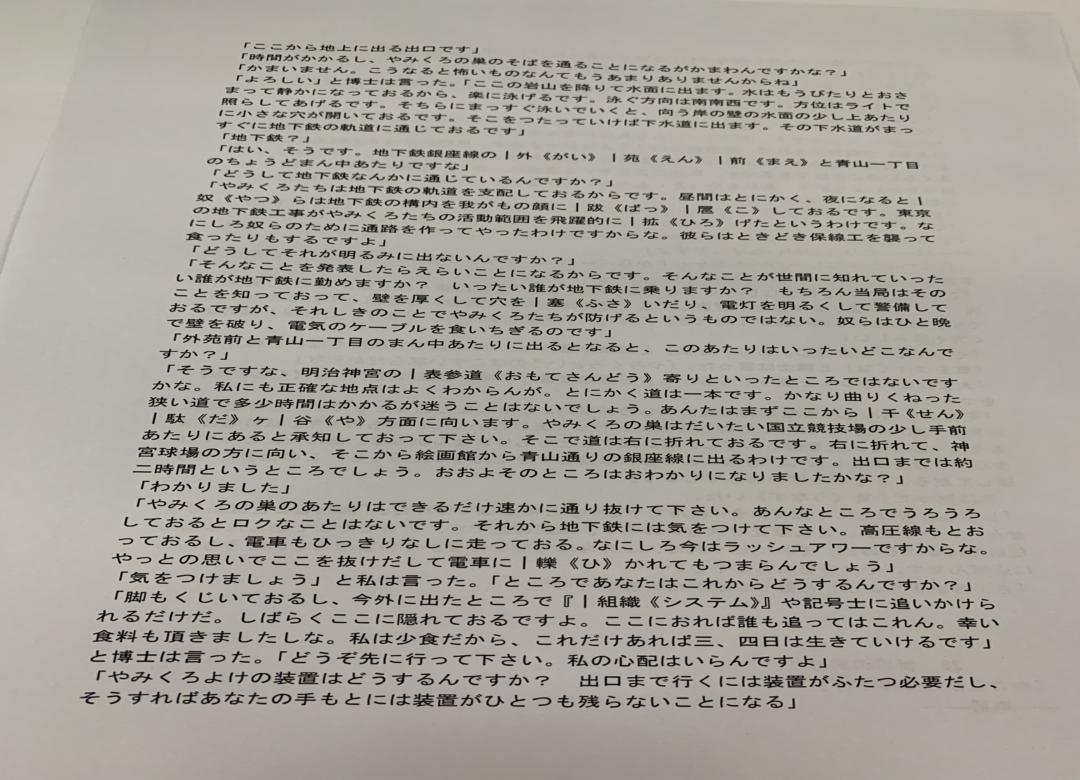 「ここから地上に出る出口です」
「時間がかかるし、やみくろの巣のそばを通ることになるがかまわんですかな？」
「かまいません。こうなると怖いものなんてもうあまりありませんからね」
「よろしい」と博士は言った。「ここの岩山を降りて水面に出ます。水はもうぴたりとおさ
まって静かになっておるから、楽に泳げるです。泳ぐ方向は南南西です。方位はライトで
照らしてあげるです。そちらにまっすぐ泳いでいくと、向う岸の壁の水面の少し上あたり
に小さな穴が開いておるです。そこをつたっていけば下水道に出ます。その下水道がまっ
すぐに地下鉄の軌道に通じておるです」
「地下鉄？」
「はい、そうです。地下鉄銀座線の｜外《がい》｜苑《えん》｜前《まえ》と青山一丁目
のちょうどまん中あたりですな」
「どうして地下鉄なんかに通じているんですか？」
「やみくろたちは地下鉄の軌道を支配しておるからです。昼間はとにかく、夜になると｜
奴《やつ》らは地下鉄の構内を我がもの顔に｜跋《ばっ》｜扈《こ》しておるです。東京
の地下鉄工事がやみくろたちの活動範囲を飛躍的に｜拡《ひろ》げたというわけです。な
にしろ奴らのために通路を作ってやったわけですからな。彼らはときどき保線工を襲って
食ったりもするですよ」
「どうしてそれが明るみに出ないんですか？」
「そんなことを発表したらえらいことになるからです。そんなことが世間に知れていった
い誰が地下鉄に勤めますか？　いったい誰が地下鉄に乗りますか？　もちろん当局はその
ことを知っておって、壁を厚くして穴を｜塞《ふさ》いだり、電灯を明るくして警備して
おるですが、それしきのことでやみくろたちが防げるというものではない。奴らはひと晩
で壁を破り、電気のケーブルを食いちぎるのです」
「外苑前と青山一丁目のまん中あたりに出るとなると、このあたりはいったいどこなんで
すか？」
「そうですな、明治神宮の｜表参道《おもてさんどう》寄りといったところではないです
かな。私にも正確な地点はよくわからんが。とにかく道は一本です。かなり曲りくねった
狭い道で多少時間はかかるが迷うことはないでしょう。あんたはまずここから｜千《せん》
｜駄《だ》ヶ｜谷《や》方面に向います。やみくろの巣はだいたい国立競技場の少し手前
あたりにあると承知しておって下さい。そこで道は右に折れておるです。右に折れて、神
宮球場の方に向い、そこから絵画館から青山通りの銀座線に出るわけです。出口までは約
二時間というところでしょう。おおよそのところはおわかりになりましたかな？」
「わかりました」
「やみくろの巣のあたりはできるだけ速かに通り抜けて下さい。あんなところでうろうろ
しておるとロクなことはないです。それから地下鉄には気をつけて下さい。高圧線もとお
っておるし、電車もひっきりなしに走っておる。なにしろ今はラッシュアワーですからな。
やっとの思いでここを抜けだして電車に｜轢《ひ》かれてもつまらんでしょう」
「気をつけましょう」と私は言った。「ところであなたはこれからどうするんですか？」
「脚もくじいておるし、今外に出たところで『｜組織《システム》』や記号士に追いかけら
れるだけだ。しばらくここに隠れておるですよ。ここにおれば誰も追ってはこれん。幸い
食料も頂きましたしな。私は少食だから、これだけあれば三、四日は生きていけるです」
と博士は言った。「どうぞ先に行って下さい。私の心配はいらんですよ」
「やみくろよけの装置はどうするんですか？　出口まで行くには装置がふたつ必要だし、
そうすればあなたの手もとには装置がひとつも残らないことになる」